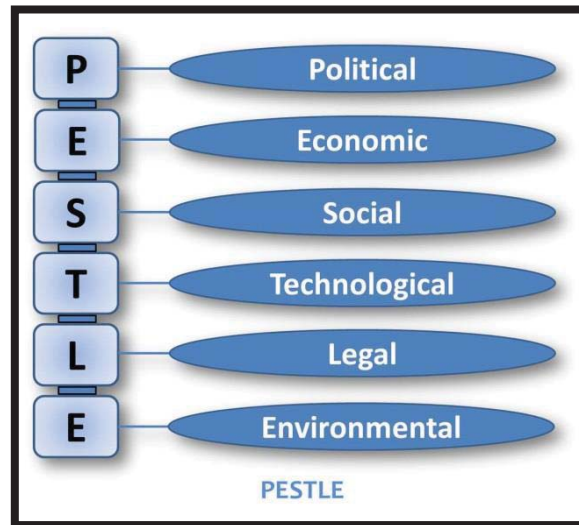 P Political
E Economic
S Social
T Technological
L Legal
E Environmental
PESTLE